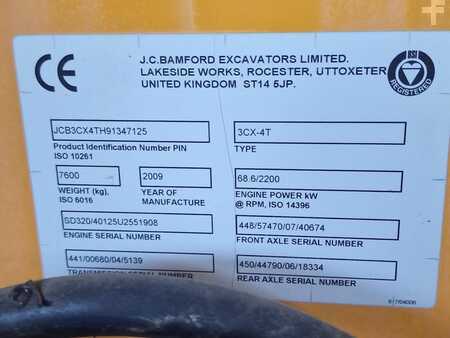 CE
J.C.BAMFORD EXCAVATORS LIMITED.
LAKESIDE WORKS, ROCESTER, UTTOXETER
UNITED KINGDOM ST14 5JP.
BSI
REGISTERED
JCB3CX4TH91347125
Product Identification Number PIN
ISO 10261
3CX-4T
TYPE
7600
WEIGHT (kg),
ISO 6016
2009
YEAR OF
MANUFACTURE
68.6/2200
ENGINE POWER kW
@ RPM, ISO 14396
SD320/40125U2551908
ENGINE SERIAL NUMBER
448/57470/07/40674
FRONT AXLE SERIAL NUMBER
441/00680/04/5139
TRANSMISSION SERIAL NUMBER
450/44790/06/18334
REAR AXLE SERIAL NUMBER